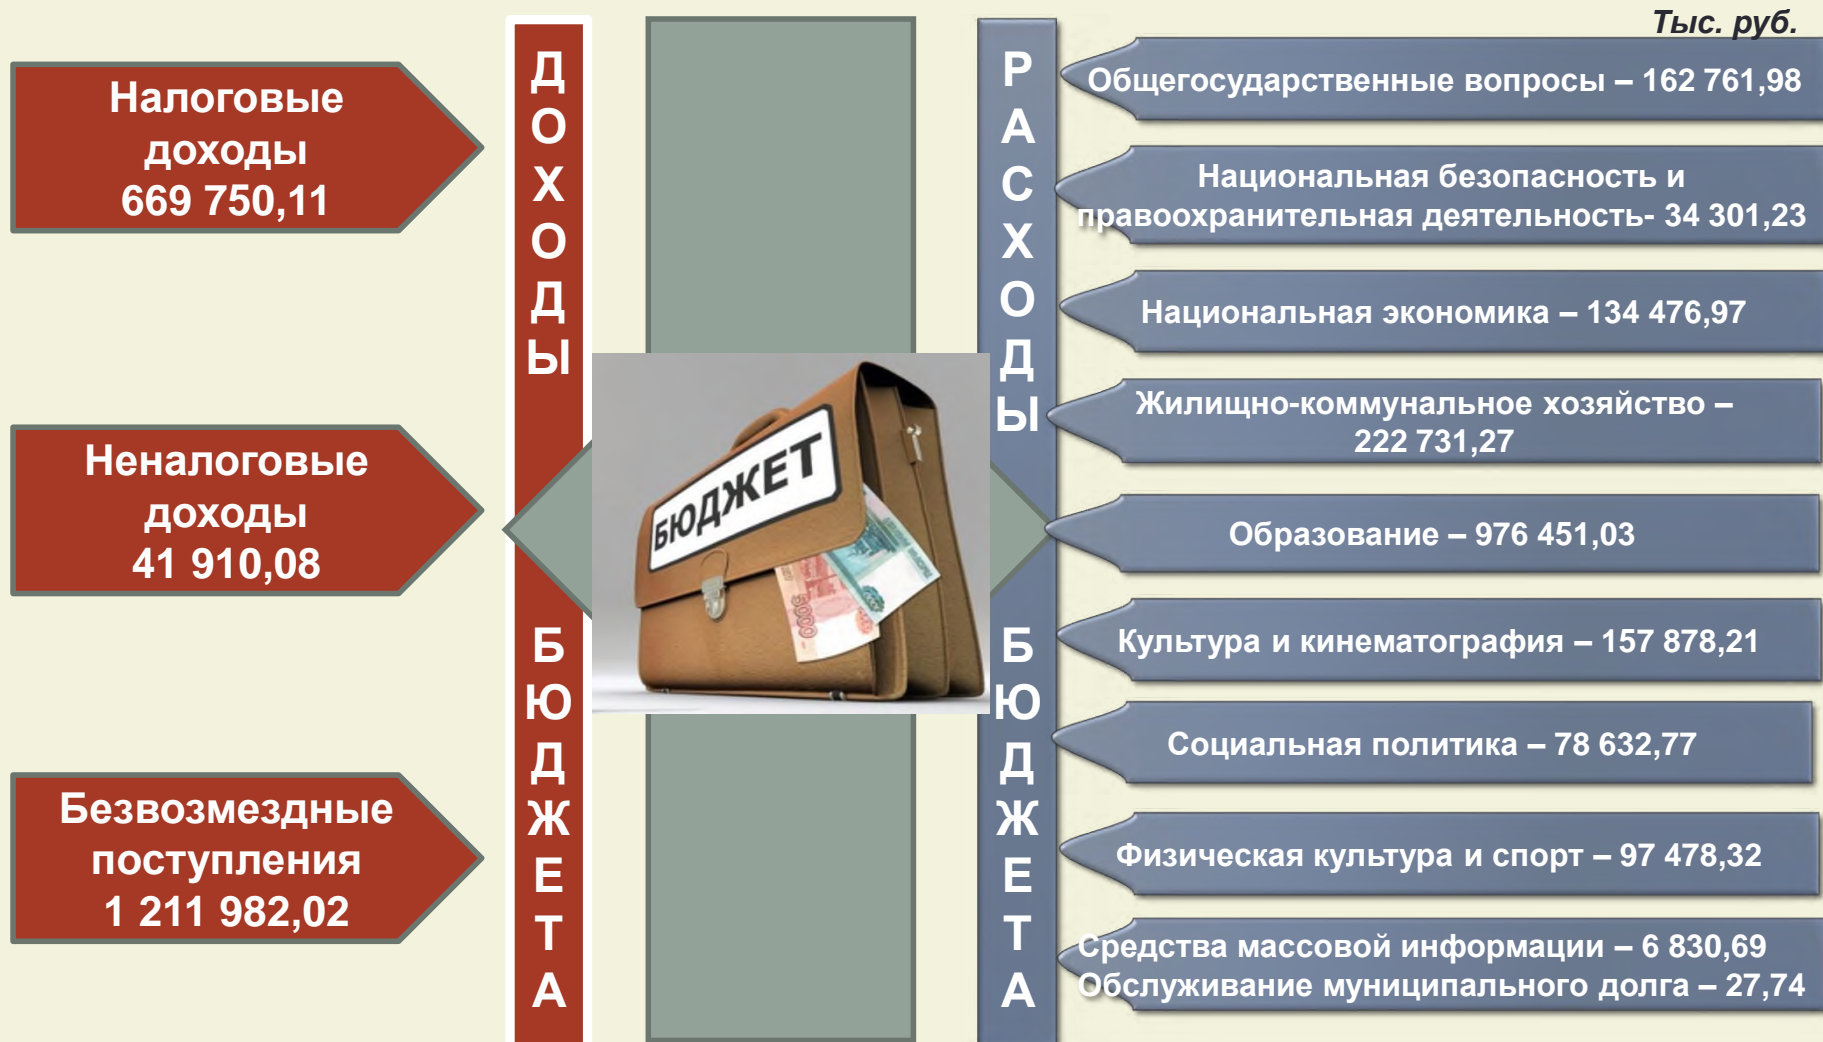 Тыс. руб.
Налоговые
доходы
669 750,11
Неналоговые
доходы
41 910,08
Безвозмездные
поступления
1 211 982,02
ДОХОДЫ БЮДЖЕТА
БЮДЖЕТ
5000
РАСХОДЫ БЮДЖЕТА
Общегосударственные вопросы – 162 761,98
Национальная безопасность и
правоохранительная деятельность- 34 301,23
Национальная экономика – 134 476,97
Жилищно-коммунальное хозяйство –
222 731,27
Образование – 976 451,03
Культура и кинематография – 157 878,21
Социальная политика – 78 632,77
Физическая культура и спорт – 97 478,32
Средства массовой информации – 6 830,69
Обслуживание муниципального долга – 27,74